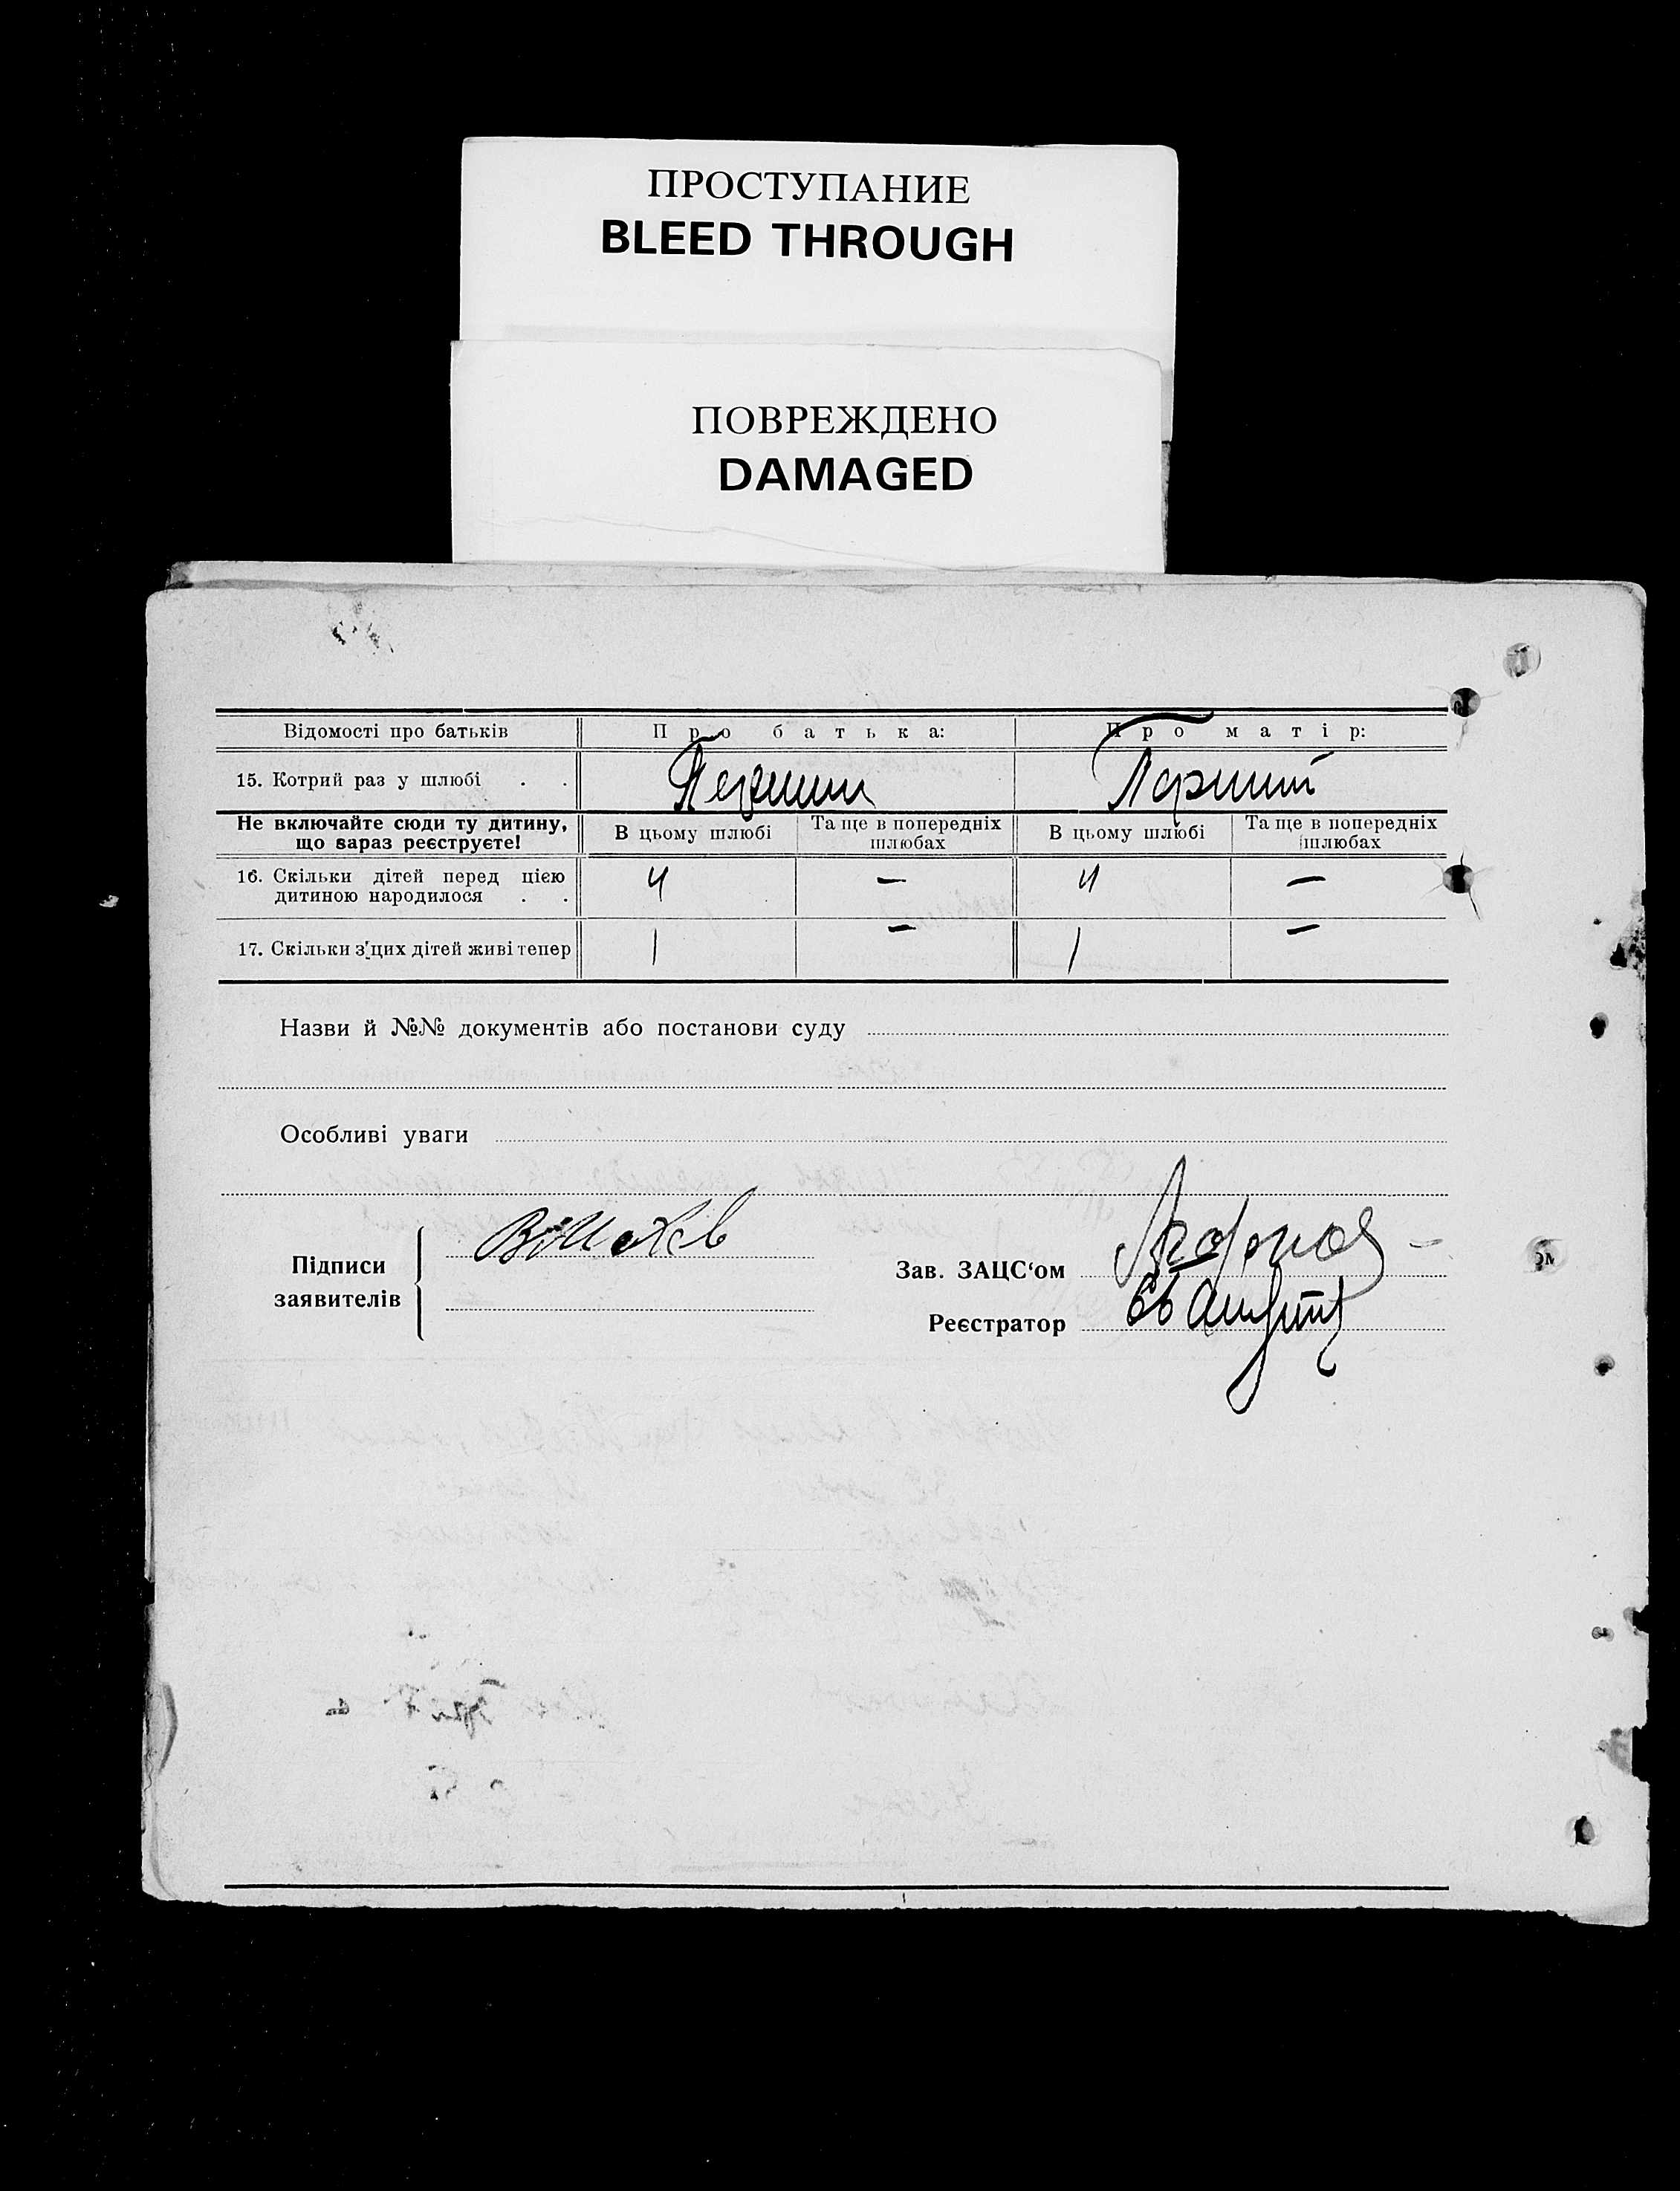 ПРОСТУПАНИЕ
BLEED THROUGH
ПОВРЕЖДЕНО
DAMAGED
Відомості про батьків Про батька: Про матір:
15. Котрий раз у шлюбі . . Перший Перший
Не включайте сюди ту дитину, що зараз реєструєте! В цьому шлюбі Та ще в попередніх шлюбах В цьому шлюбі Та ще в попередніх шлюбах
16. Скільки дітей перед цією дитиною народилося . . 4 — 4 —
17. Скільки з'цих дітей живі тепер 1 — 1 —
Назви й №№ документів або постанови суду
Особливі уваги
Підписи заявителів
Зав. ЗАЦС‘ом
Реєстратор